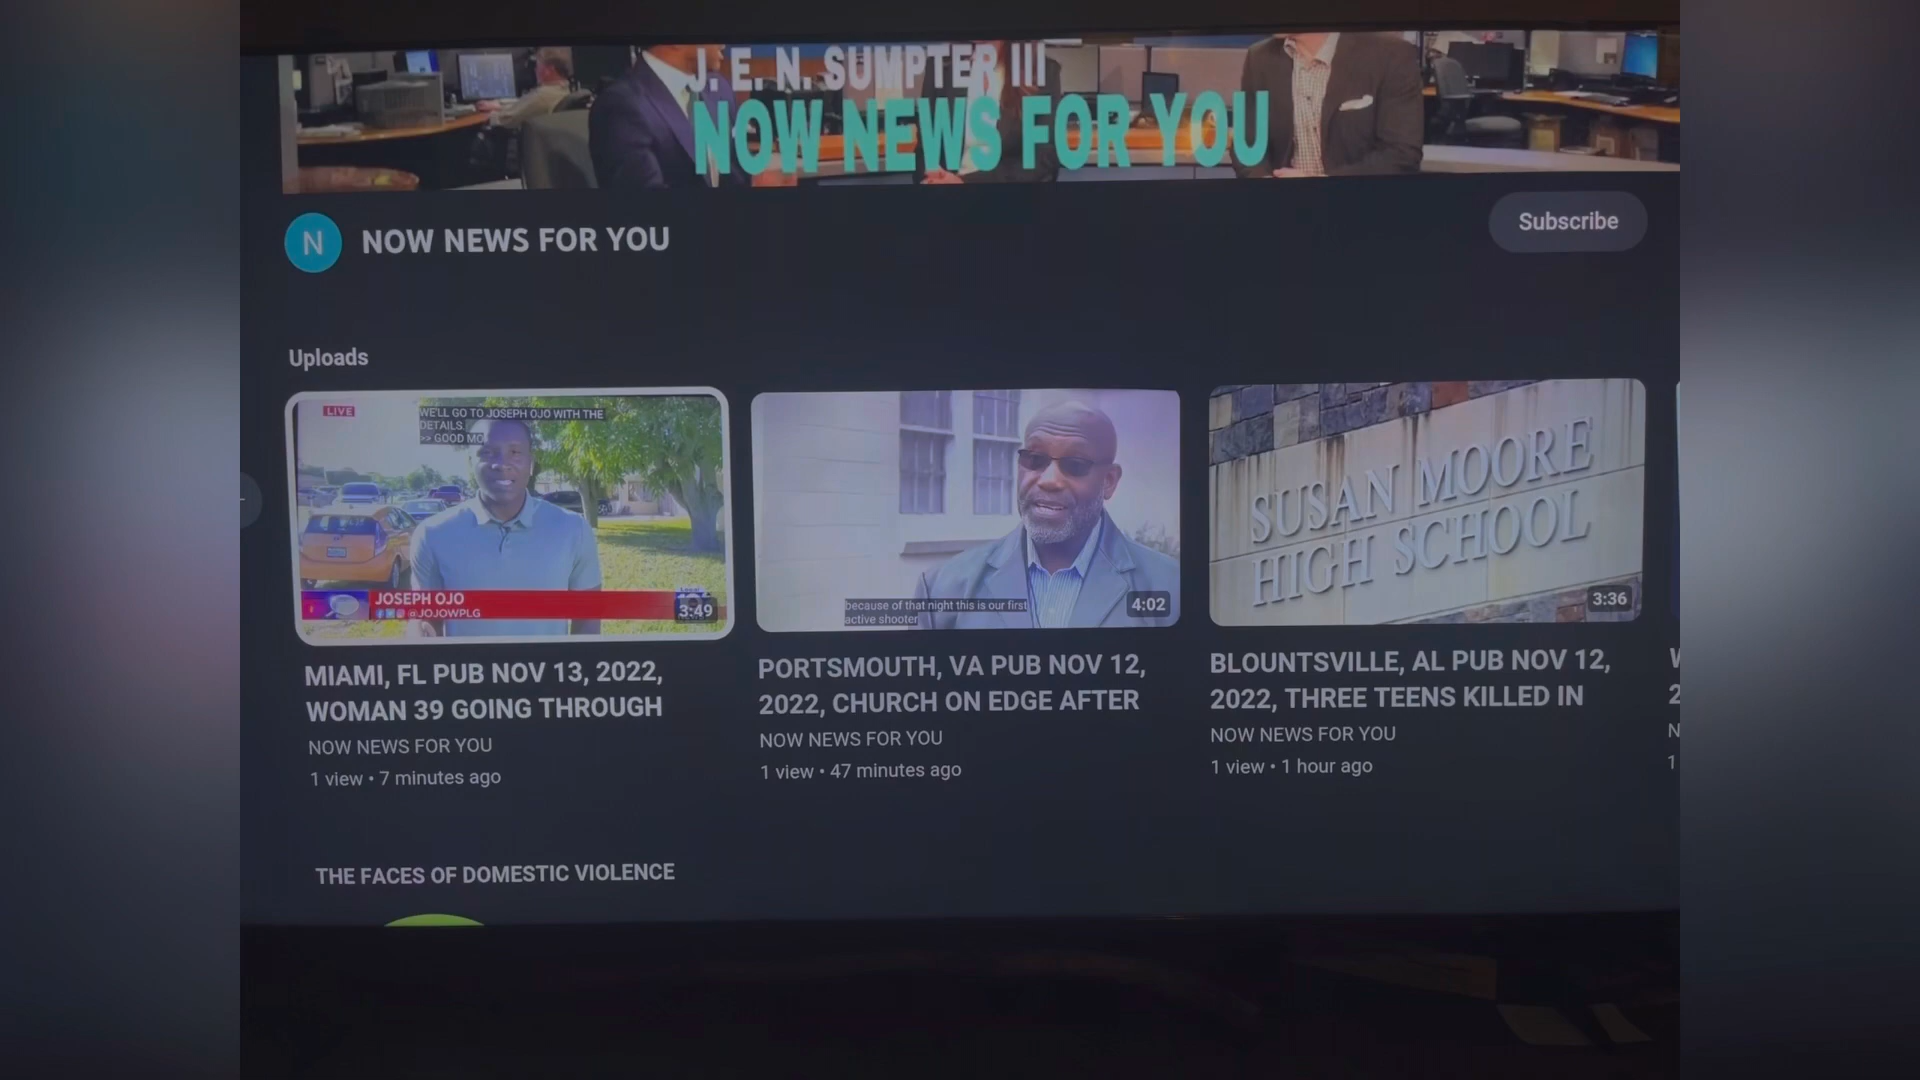 J. E. N. SUMPTER III
NOW NEWS FOR YOU
N
NOW NEWS FOR YOU
Subscribe
Uploads
LIVE
WE'LL GO TO JOSEPH OJO WITH THE
DETAILS.
>> GOOD MO
JOSEPH OJO
@JOJOWPLG
3:49
because of that night this is our first
active shooter
4:02
SUSAN MOORE
HIGH SCHOOL
3:36
MIAMI, FL PUB NOV 13, 2022,
WOMAN 39 GOING THROUGH
NOW NEWS FOR YOU
1 view • 7 minutes ago
PORTSMOUTH, VA PUB NOV 12,
2022, CHURCH ON EDGE AFTER
NOW NEWS FOR YOU
1 view • 47 minutes ago
BLOUNTSVILLE, AL PUB NOV 12,
2022, THREE TEENS KILLED IN
NOW NEWS FOR YOU
1 view • 1 hour ago
THE FACES OF DOMESTIC VIOLENCE